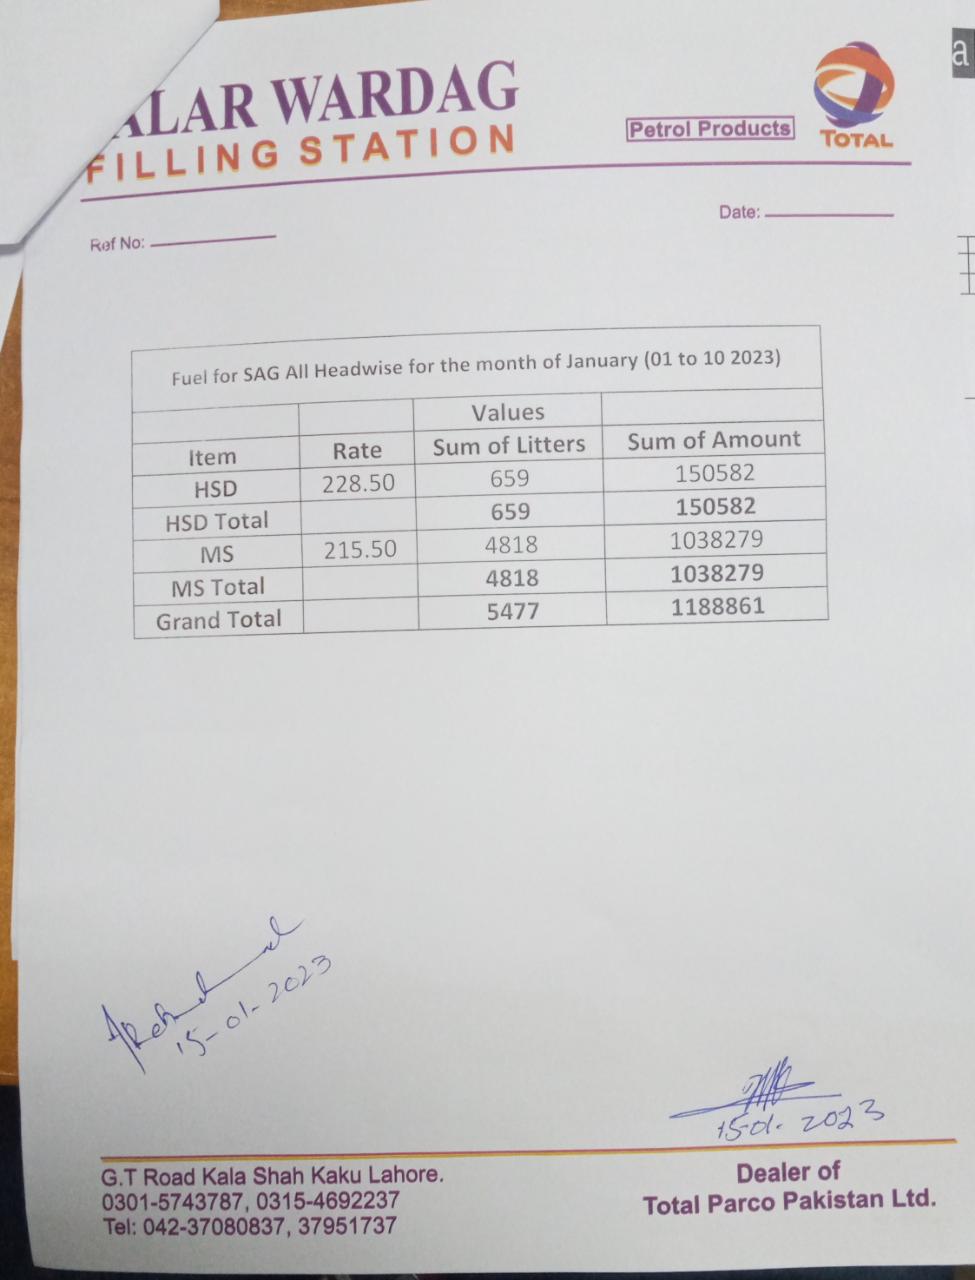 ALAR WARDAG
FILLING STATION
Petrol Products
TOTAL
a
Ref No:
Date:
Fuel for SAG All Headwise for the month of January (01 to 10 2023)
Values
Item Rate Sum of Litters Sum of Amount
HSD 228.50 659 150582
HSD Total 659 150582
MS 215.50 4818 1038279
MS Total 4818 1038279
Grand Total 5477 1188861
15-01-2023
15-01-2023
G.T Road Kala Shah Kaku Lahore.
0301-5743787, 0315-4692237
Tel: 042-37080837, 37951737
Dealer of
Total Parco Pakistan Ltd.